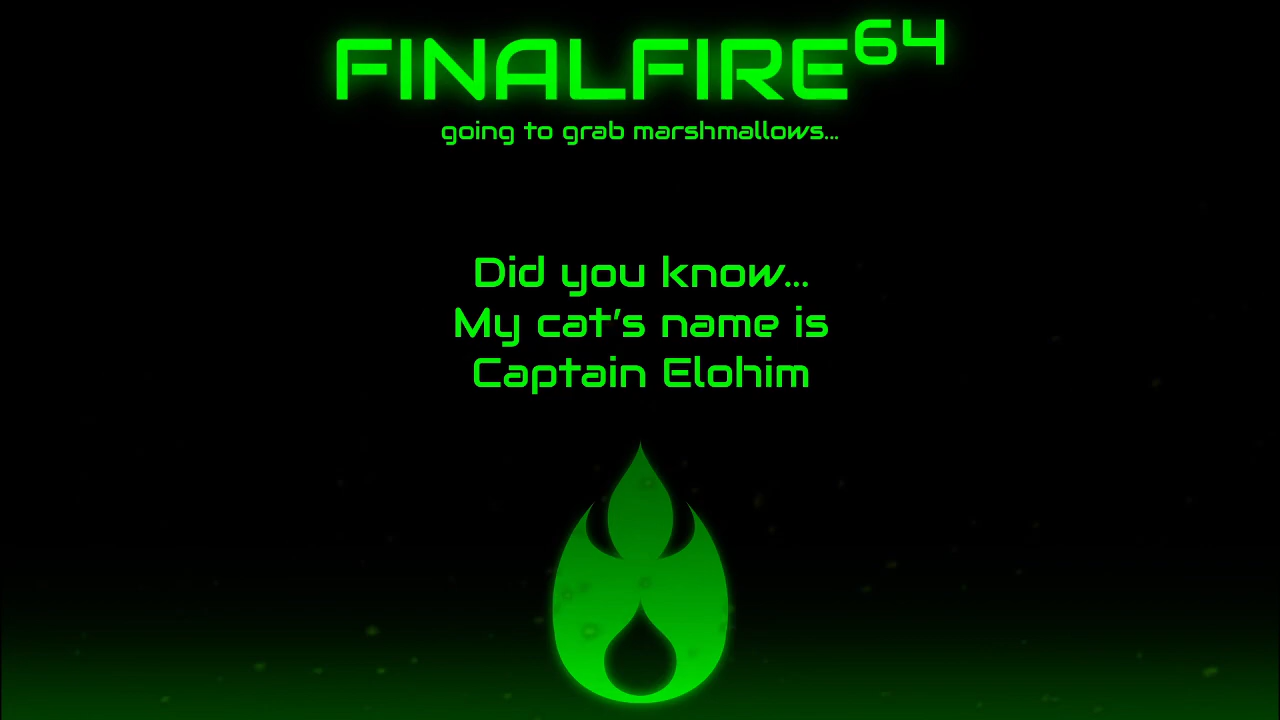 FINALFIRE64
going to grab marshmallows...
Did you know...
My cat's name is
Captain Elohim